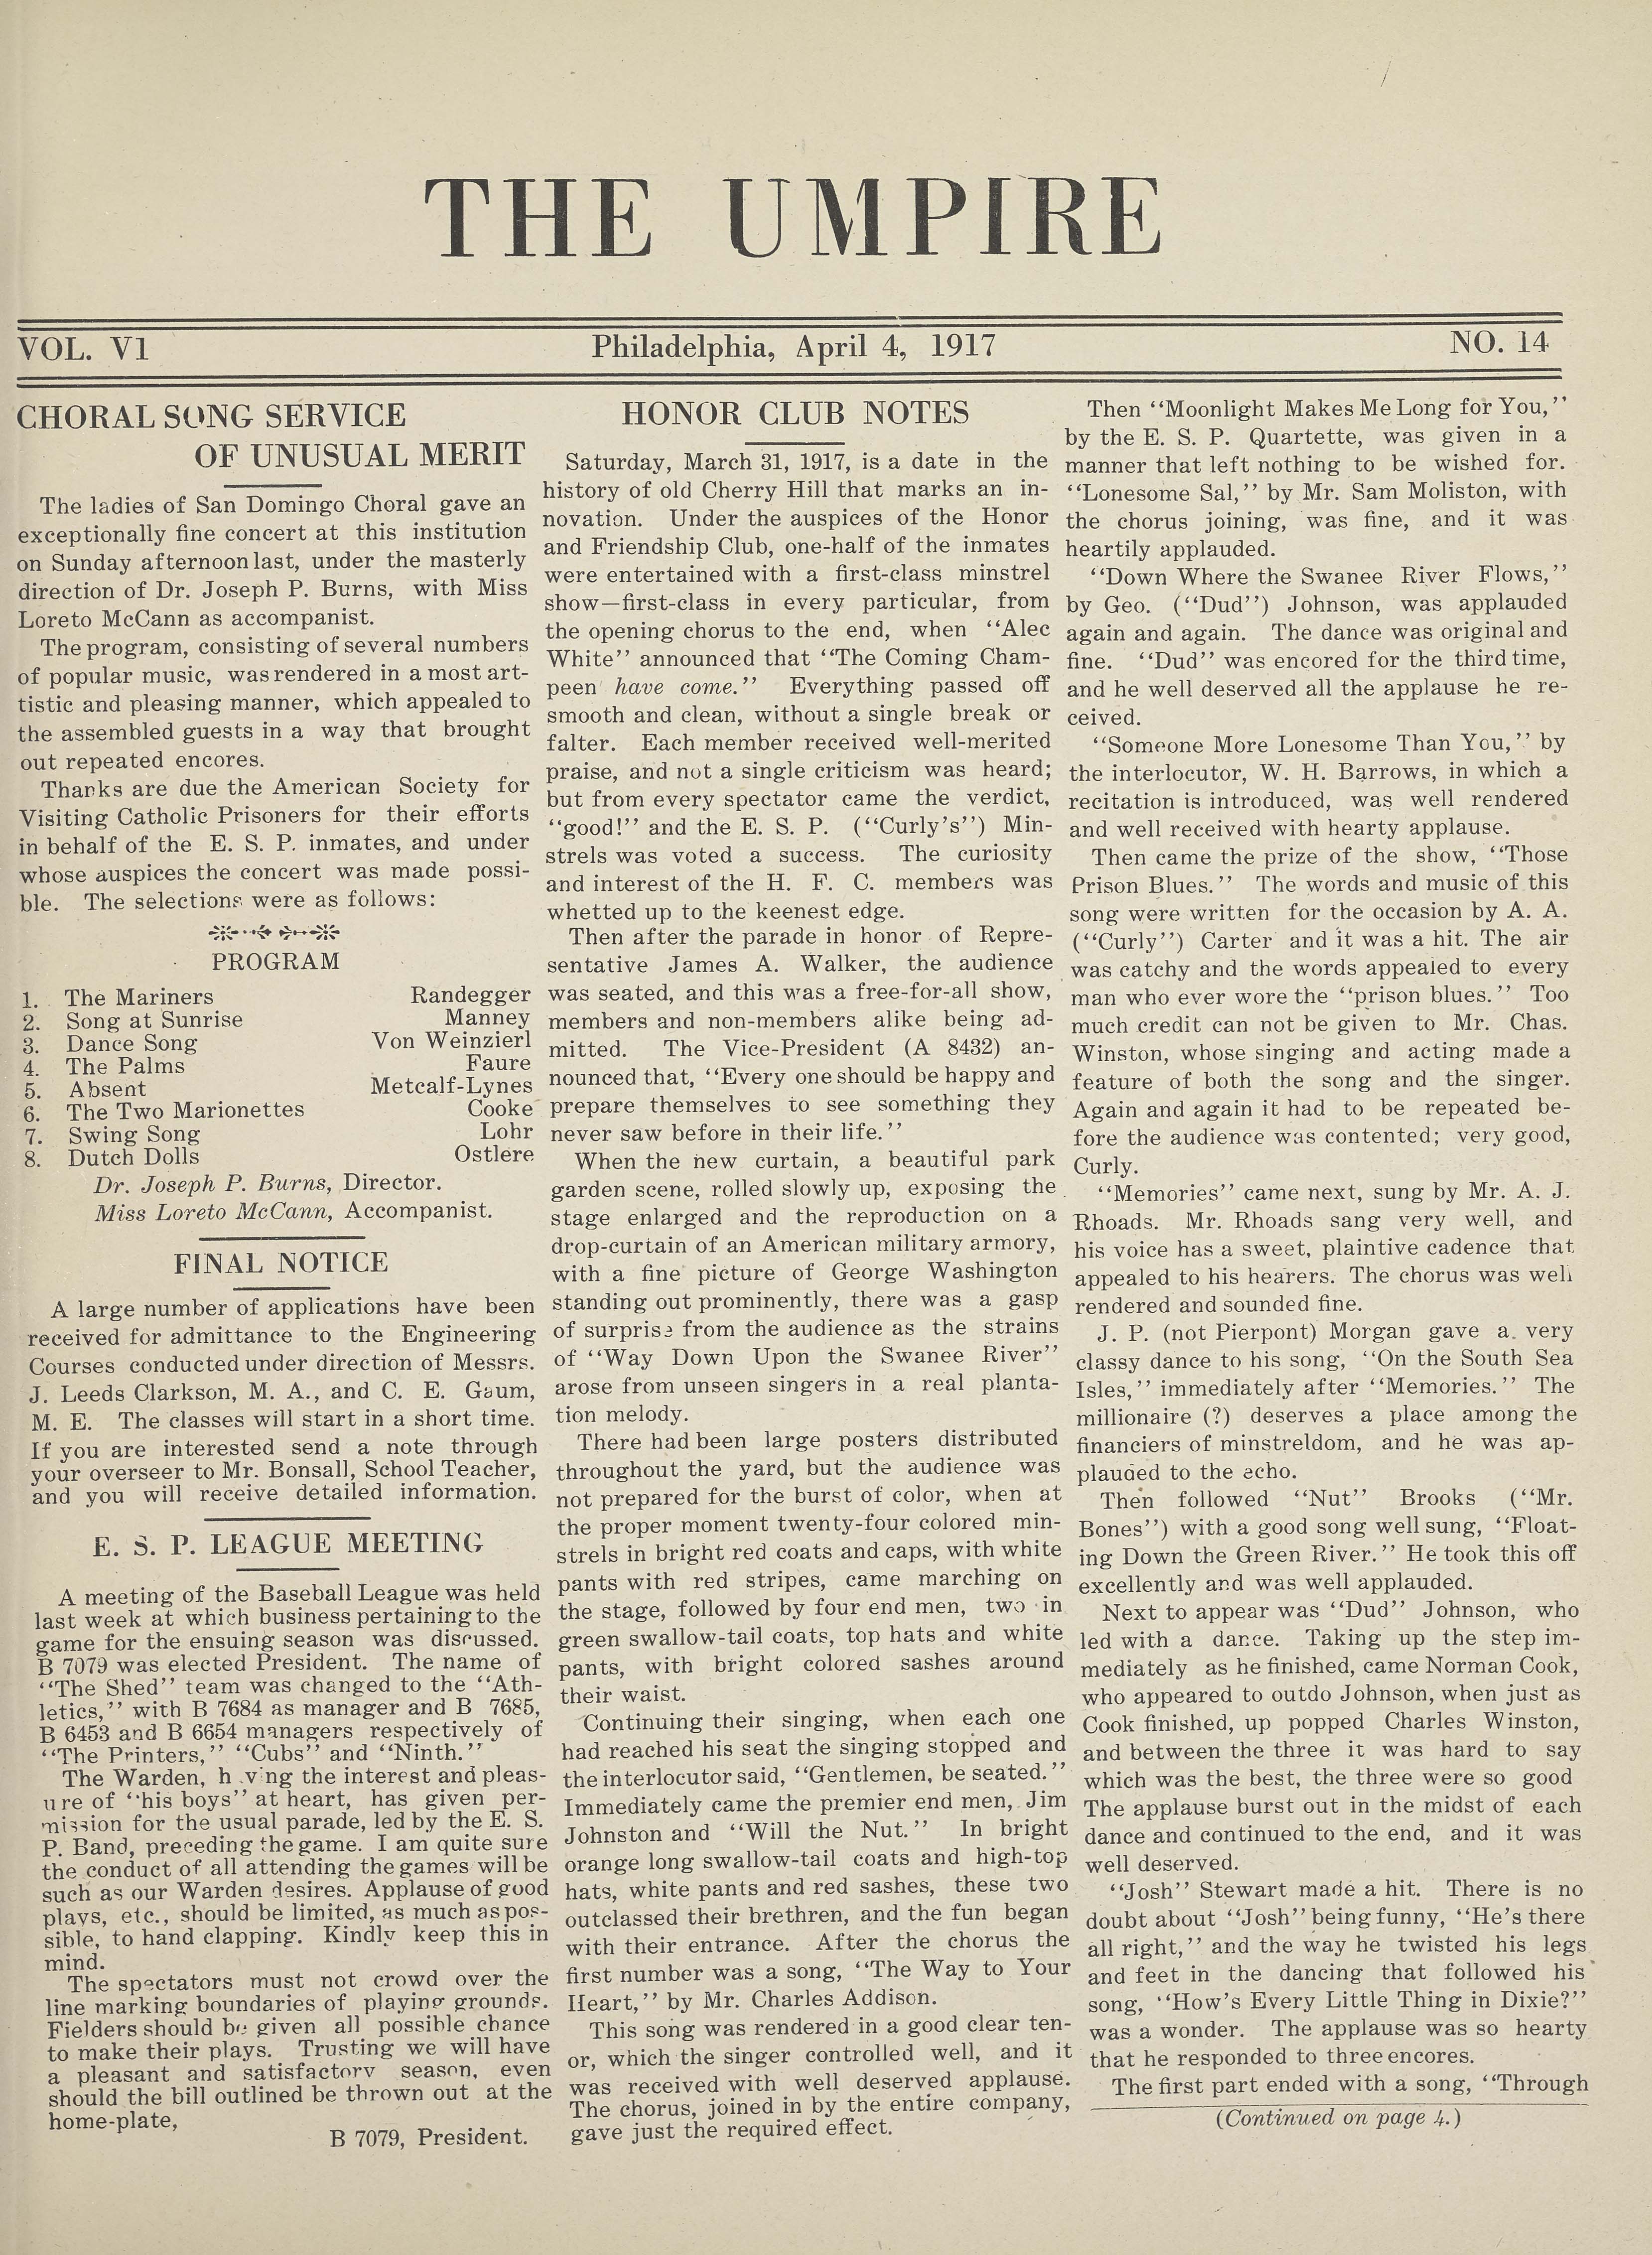 THE UMPIRE
VOL. V1
Philadelphia, April 4, 1917
NO. 14
CHORAL SONG SERVICE
OF UNUSUAL MERIT
The ladies of San Domingo Choral gave an
exceptionally fine concert at this institution
on Sunday afternoon last, under the masterly
direction of Dr. Joseph P. Burns, with Miss
Loreto McCann as accompanist.
The program, consisting of several numbers
of popular music, was rendered in a most art-
tistic and pleasing manner, which appealed to
the assembled guests in a way that brought
out repeated encores.
Thanks are due the American Society for
Visiting Catholic Prisoners for their efforts
in behalf of the E. S. P. inmates, and under
whose auspices the concert was made possi-
ble. The selections were as follows:
PROGRAM
1. The Mariners Randegger
2. Song at Sunrise Manney
3. Dance Song Von Weinzierl
4. The Palms Faure
5. Absent Metcalf-Lynes
6. The Two Marionettes Cooke
7. Swing Song Lohr
8. Dutch Dolls Ostlere
Dr. Joseph P. Burns, Director.
Miss Loreto McCann, Accompanist.
FINAL NOTICE
A large number of applications have been
received for admittance to the Engineering
Courses conducted under direction of Messrs.
J. Leeds Clarkson, M. A., and C. E. Gaum,
M. E. The classes will start in a short time.
If you are interested send a note through
your overseer to Mr. Bonsall, School Teacher,
and you will receive detailed information.
E. S. P. LEAGUE MEETING
A meeting of the Baseball League was held
last week at which business pertaining to the
game for the ensuing season was discussed.
B 7079 was elected President. The name of
‘‘The Shed’’ team was changed to the ‘‘Ath-
letics,’’ with B 7684 as manager and B 7685,
B 6453 and B 6654 managers respectively of
‘‘The Printers,’’ ‘‘Cubs’’ and ‘‘Ninth.’’
The Warden, having the interest and pleas-
ure of ‘‘his boys’’ at heart, has given per-
mission for the usual parade, led by the E. S.
P. Band, preceding the game. I am quite sure
the conduct of all attending the games will be
such as our Warden desires. Applause of good
plays, etc., should be limited, as much as pos-
sible, to hand clapping. Kindly keep this in
mind.
The spectators must not crowd over the
line marking boundaries of playing grounds.
Fielders should be given all possible chance
to make their plays. Trusting we will have
a pleasant and satisfactory season, even
should the bill outlined be thrown out at the
home-plate,
B 7079, President.
HONOR CLUB NOTES
Saturday, March 31, 1917, is a date in the
history of old Cherry Hill that marks an in-
novation. Under the auspices of the Honor
and Friendship Club, one-half of the inmates
were entertained with a first-class minstrel
show—first-class in every particular, from
the opening chorus to the end, when ‘‘Alec
White’’ announced that ‘‘The Coming Cham-
peen have come.’’ Everything passed off
smooth and clean, without a single break or
falter. Each member received well-merited
praise, and not a single criticism was heard;
but from every spectator came the verdict,
‘‘good!’’ and the E. S. P. (‘‘Curly’s’’) Min-
strels was voted a success. The curiosity
and interest of the H. F. C. members was
whetted up to the keenest edge.
Then after the parade in honor of Repre-
sentative James A. Walker, the audience
was seated, and this was a free-for-all show,
members and non-members alike being ad-
mitted. The Vice-President (A 8432) an-
nounced that, ‘‘Every one should be happy and
prepare themselves to see something they
never saw before in their life.’’
When the new curtain, a beautiful park
garden scene, rolled slowly up, exposing the
stage enlarged and the reproduction on a
drop-curtain of an American military armory,
with a fine picture of George Washington
standing out prominently, there was a gasp
of surprise from the audience as the strains
of ‘‘Way Down Upon the Swanee River’’
arose from unseen singers in a real planta-
tion melody.
There had been large posters distributed
throughout the yard, but the audience was
not prepared for the burst of color, when at
the proper moment twenty-four colored min-
strels in bright red coats and caps, with white
pants with red stripes, came marching on
the stage, followed by four end men, two in
green swallow-tail coats, top hats and white
pants, with bright colored sashes around
their waist.
Continuing their singing, when each one
had reached his seat the singing stopped and
the interlocutor said, ‘‘Gentlemen, be seated.’’
Immediately came the premier end men, Jim
Johnston and ‘‘Will the Nut.’’ In bright
orange long swallow-tail coats and high-top
hats, white pants and red sashes, these two
outclassed their brethren, and the fun began
with their entrance. After the chorus the
first number was a song, ‘‘The Way to Your
Heart,’’ by Mr. Charles Addison.
This song was rendered in a good clear ten-
or, which the singer controlled well, and it
was received with well deserved applause.
The chorus, joined in by the entire company,
gave just the required effect.
Then ‘‘Moonlight Makes Me Long for You,’’
by the E. S. P. Quartette, was given in a
manner that left nothing to be wished for.
‘‘Lonesome Sal,’’ by Mr. Sam Moliston, with
the chorus joining, was fine, and it was
heartily applauded.
‘‘Down Where the Swanee River Flows,’’
by Geo. (‘‘Dud’’) Johnson, was applauded
again and again. The dance was original and
fine. ‘‘Dud’’ was encored for the third time,
and he well deserved all the applause he re-
ceived.
‘‘Someone More Lonesome Than You,’’ by
the interlocutor, W. H. Barrows, in which a
recitation is introduced, was well rendered
and well received with hearty applause.
Then came the prize of the show, ‘‘Those
Prison Blues.’’ The words and music of this
song were written for the occasion by A. A.
(‘‘Curly’’) Carter and it was a hit. The air
was catchy and the words appealed to every
man who ever wore the ‘‘prison blues.’’ Too
much credit can not be given to Mr. Chas.
Winston, whose singing and acting made a
feature of both the song and the singer.
Again and again it had to be repeated be-
fore the audience was contented; very good,
Curly.
‘‘Memories’’ came next, sung by Mr. A. J.
Rhoads. Mr. Rhoads sang very well, and
his voice has a sweet, plaintive cadence that
appealed to his hearers. The chorus was well
rendered and sounded fine.
J. P. (not Pierpont) Morgan gave a very
classy dance to his song, ‘‘On the South Sea
Isles,’’ immediately after ‘‘Memories.’’ The
millionaire (?) deserves a place among the
financiers of minstreldom, and he was ap-
plauded to the echo.
Then followed ‘‘Nut’’ Brooks (‘‘Mr.
Bones’’) with a good song well sung, ‘‘Float-
ing Down the Green River.’’ He took this off
excellently and was well applauded.
Next to appear was ‘‘Dud’’ Johnson, who
led with a dance. Taking up the step im-
mediately as he finished, came Norman Cook,
who appeared to outdo Johnson, when just as
Cook finished, up popped Charles Winston,
and between the three it was hard to say
which was the best, the three were so good
The applause burst out in the midst of each
dance and continued to the end, and it was
well deserved.
‘‘Josh’’ Stewart made a hit. There is no
doubt about ‘‘Josh’’ being funny, ‘‘He’s there
all right,’’ and the way he twisted his legs
and feet in the dancing that followed his
song, ‘‘How’s Every Little Thing in Dixie?’’
was a wonder. The applause was so hearty
that he responded to three encores.
The first part ended with a song, ‘‘Through
(Continued on page 4.)